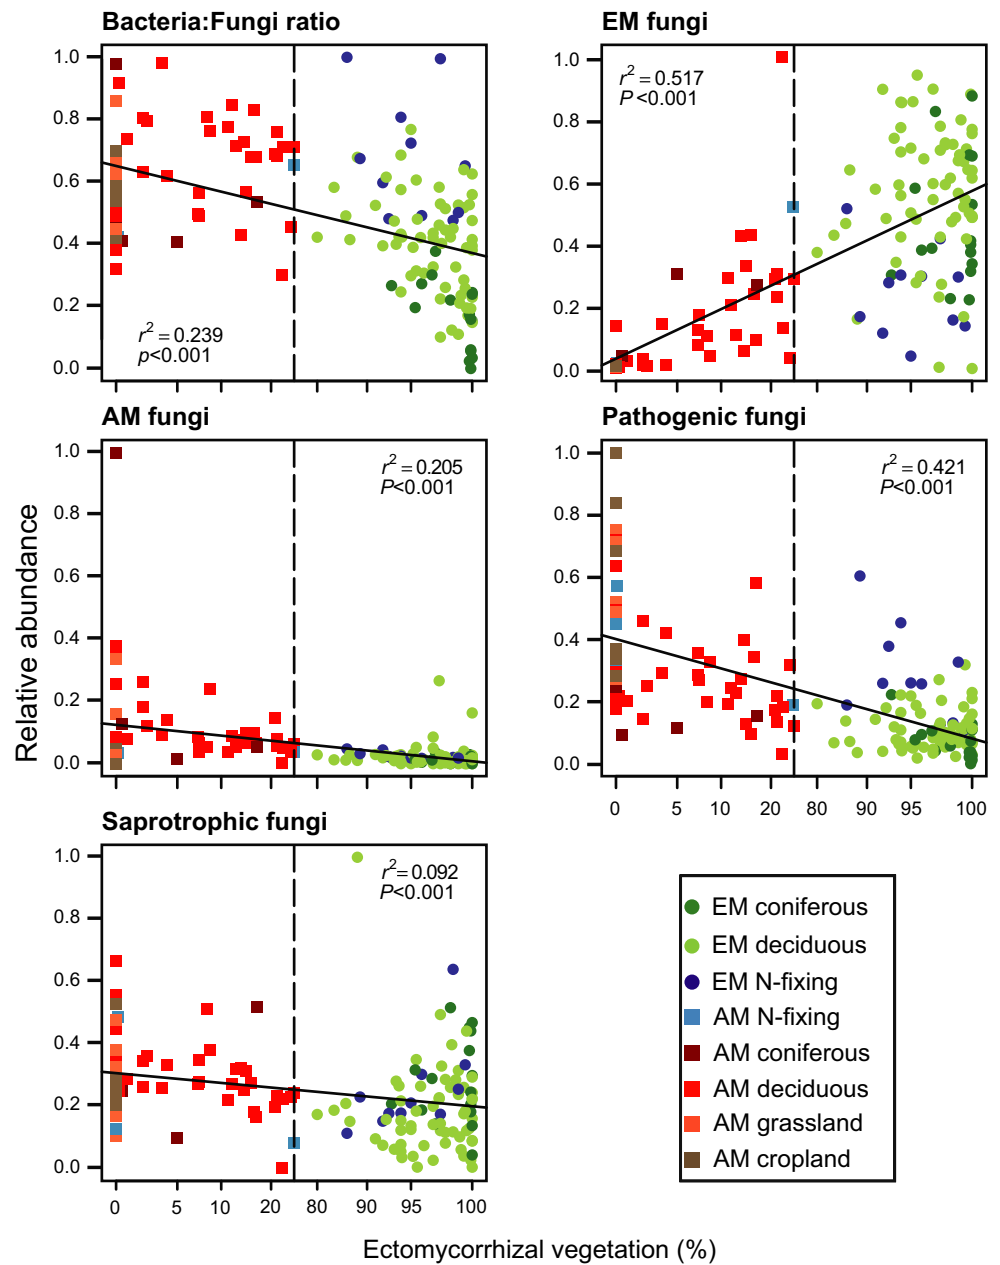 Bacteria:Fungi ratio
1.0
0.8
0.6
0.4
0.2
0.0
r² = 0.239
p<0.001
EM fungi
1.0
0.8
0.6
0.4
0.2
0.0
r² = 0.517
P <0.001
AM fungi
1.0
0.8
0.6
0.4
0.2
0.0
r² = 0.205
P<0.001
Pathogenic fungi
1.0
0.8
0.6
0.4
0.2
0.0
r² = 0.421
P<0.001
0 5 10 20 80 90 95 100
Relative abundance
Saprotrophic fungi
1.0
0.8
0.6
0.4
0.2
0.0
r² = 0.092
P<0.001
0 5 10 20 80 90 95 100
EM coniferous
EM deciduous
EM N-fixing
AM N-fixing
AM coniferous
AM deciduous
AM grassland
AM cropland
Ectomycorrhizal vegetation (%)